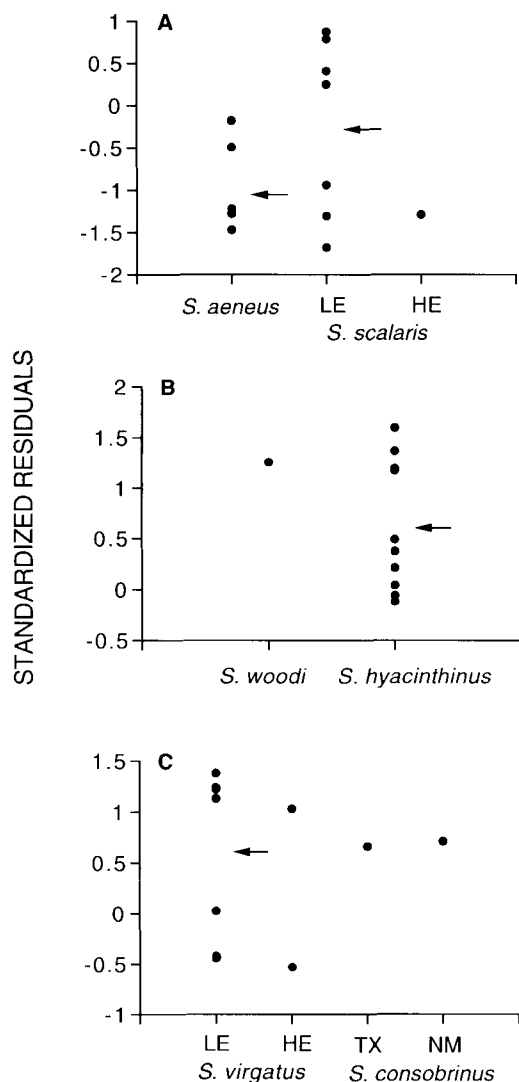 STANDARDIZED RESIDUALS
A
1
0.5
0
-0.5
-1
-1.5
-2
S. aeneus LE HE
S. scalaris
B
2
1.5
1
0.5
0
-0.5
S. woodi S. hyacinthinus
C
1.5
1
0.5
0
-0.5
-1
LE HE TX NM
S. virgatus S. consobrinus